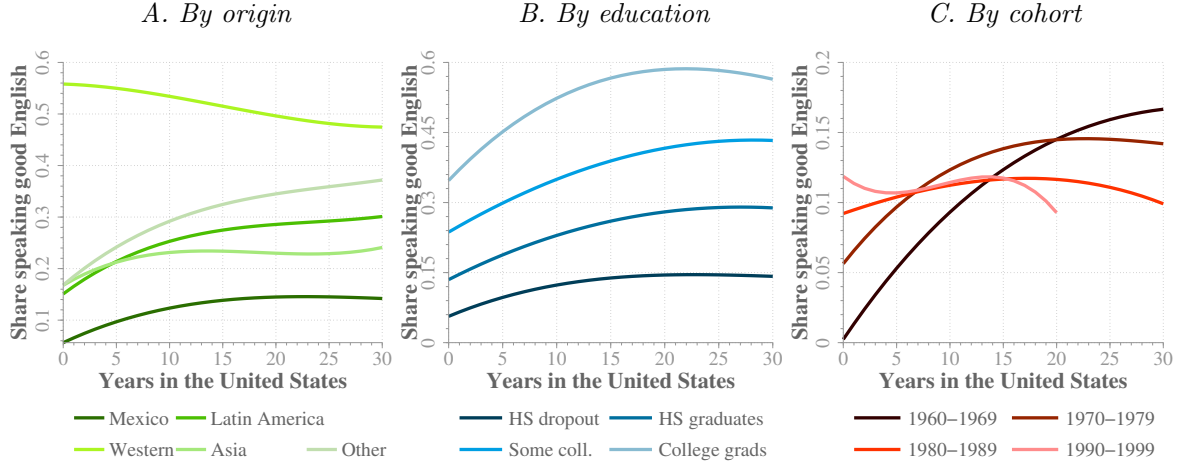 A. By origin
Share speaking good English
0.6
0.5
0.4
0.3
0.2
0.1
0 5 10 15 20 25 30
Years in the United States
Mexico Latin America
Western Asia Other
B. By education
Share speaking good English
0.6
0.45
0.3
0.15
0
0 5 10 15 20 25 30
Years in the United States
HS dropout HS graduates
Some coll. College grads
C. By cohort
Share speaking good English
0.2
0.15
0.1
0.05
0
0 5 10 15 20 25 30
Years in the United States
1960–1969 1970–1979
1980–1989 1990–1999